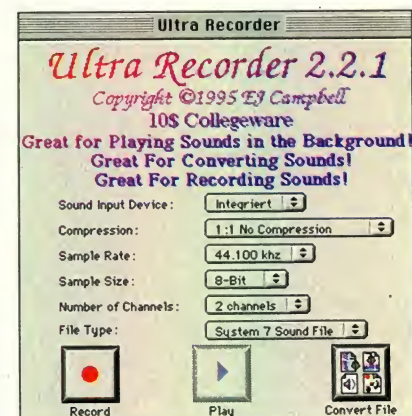 Ultra Recorder
Ultra Recorder 2.2.1
Copyright ©1995 EJ Campbell
10$ Collegeware
Great for Playing Sounds in the Background!
Great For Converting Sounds!
Great For Recording Sounds!
Sound Input Device: Integriert
Compression: 1:1 No Compression
Sample Rate: 44.100 khz
Sample Size: 8-Bit
Number of Channels: 2 channels
File Type: System 7 Sound File
Record Play Convert File